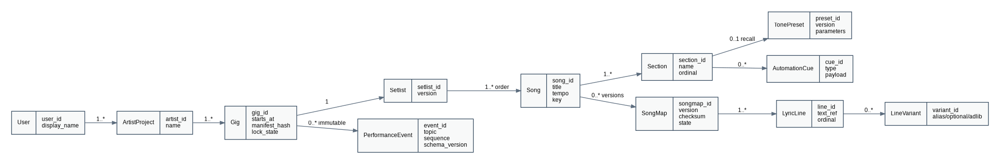 User
user_id
display_name
1..*
ArtistProject
artist_id
name
1..*
Gig
gig_id
starts_at
manifest_hash
lock_state
1
0..* immutable
Setlist
setlist_id
version
PerformanceEvent
event_id
topic
sequence
schema_version
1..* order
Song
song_id
title
tempo
key
1..*
0..* versions
Section
section_id
name
ordinal
SongMap
songmap_id
version
checksum
state
0..1 recall
0..*
1..*
TonePreset
preset_id
version
parameters
AutomationCue
cue_id
type
payload
LyricLine
line_id
text_ref
ordinal
0..*
LineVariant
variant_id
alias/optional/adlib